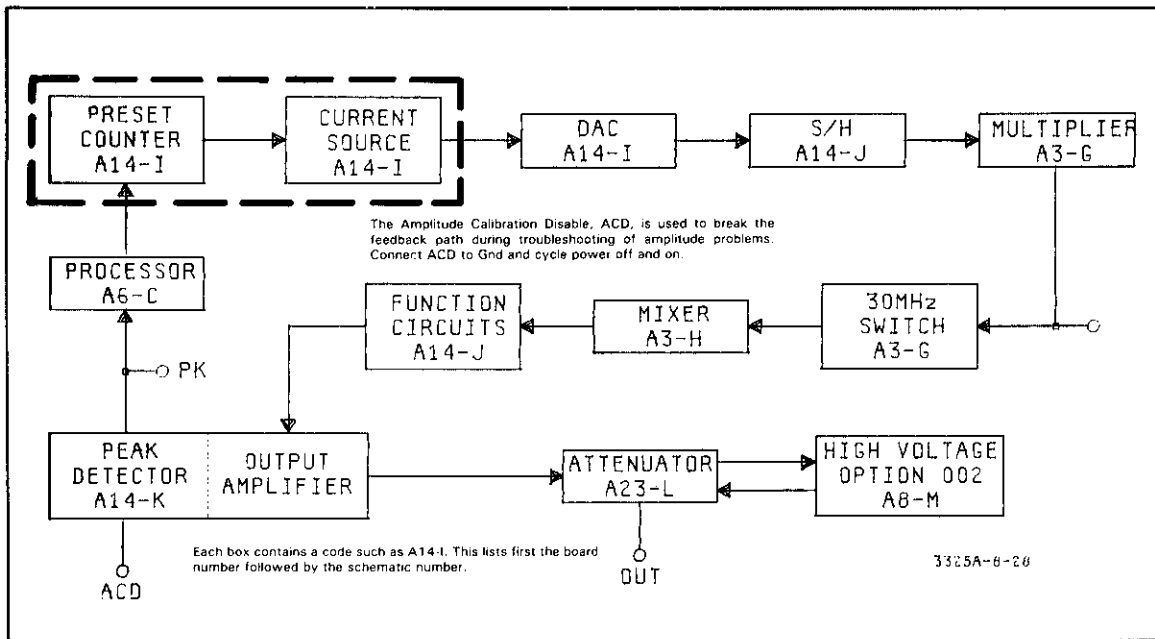 PRESET
COUNTER
A14-I
CURRENT
SOURCE
A14-I
DAC
A14-I
S/H
A14-J
MULTIPLIER
A3-G
The Amplitude Calibration Disable, ACD, is used to break the
feedback path during troubleshooting of amplitude problems.
Connect ACD to Gnd and cycle power off and on.
PROCESSOR
A6-C
FUNCTION
CIRCUITS
A14-J
MIXER
A3-H
30MHz
SWITCH
A3-G
PK
PEAK
DETECTOR
A14-K
OUTPUT
AMPLIFIER
ATTENUATOR
A23-L
HIGH VOLTAGE
OPTION 002
A8-M
Each box contains a code such as A14-I. This lists first the board
number followed by the schematic number.
ACD
OUT
3325A-8-28